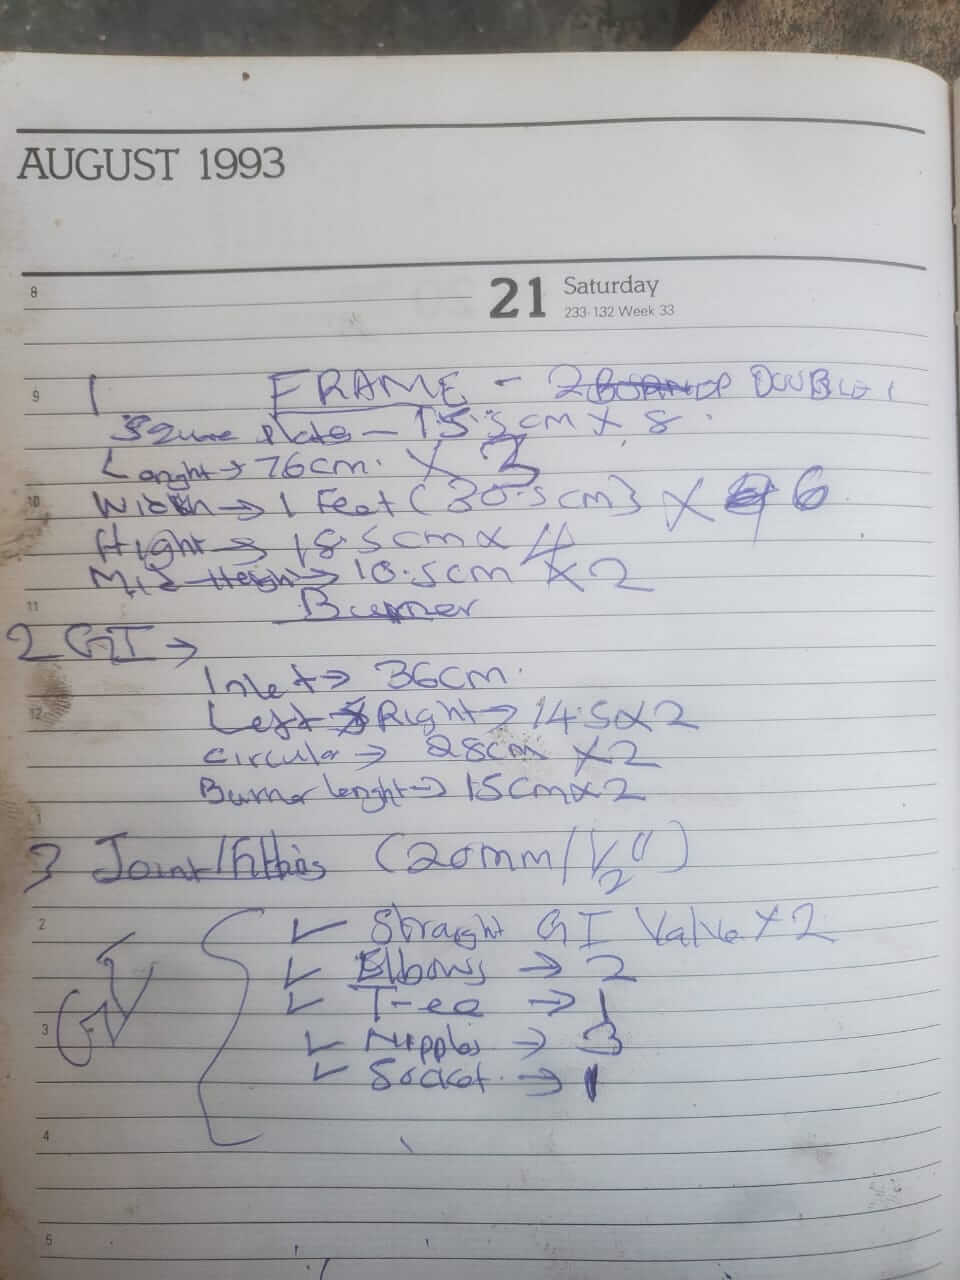 AUGUST 1993
8
21 Saturday
233-132 Week 33
9
1 FRAME - 2 DOUBLE
Square plate - 15.5cm x 8
Lenght → 76cm. X 3
10
Width → 1 Feet (30.5cm) X 6
Hight → 18.5cm x 4
Mid Height → 10.5cm X 2
11
Burner
2 GI →
Inlet → 36cm.
12
Left & Right → 14.5 x 2
Circular → 28cm X 2
Burner lenght → 15cm x 2
1
3 Joint/fittins (20mm/1/2")
2
✓ Straight GI Valve x 2
✓ Elbows → 2
✓ T-ee → 1
3
GI
✓ Nipples → 3
✓ Socket. → 1
4
5